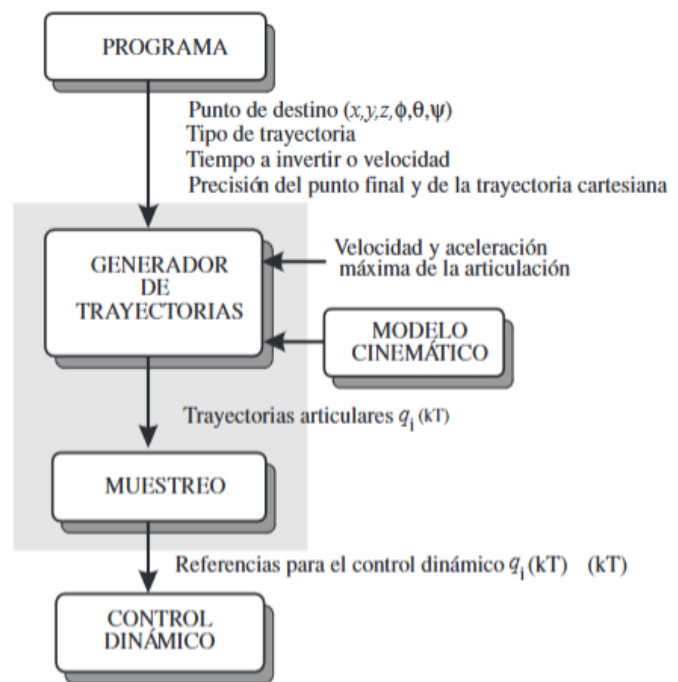 PROGRAMA
Punto de destino (x,y,z,ϕ,θ,ψ)
Tipo de trayectoria
Tiempo a invertir o velocidad
Precisión del punto final y de la trayectoria cartesiana
GENERADOR
DE
TRAYECTORIAS
Velocidad y aceleración
máxima de la articulación
MODELO
CINEMÁTICO
Trayectorias articulares qi (kT)
MUESTREO
Referencias para el control dinámico qi (kT) (kT)
CONTROL
DINÁMICO